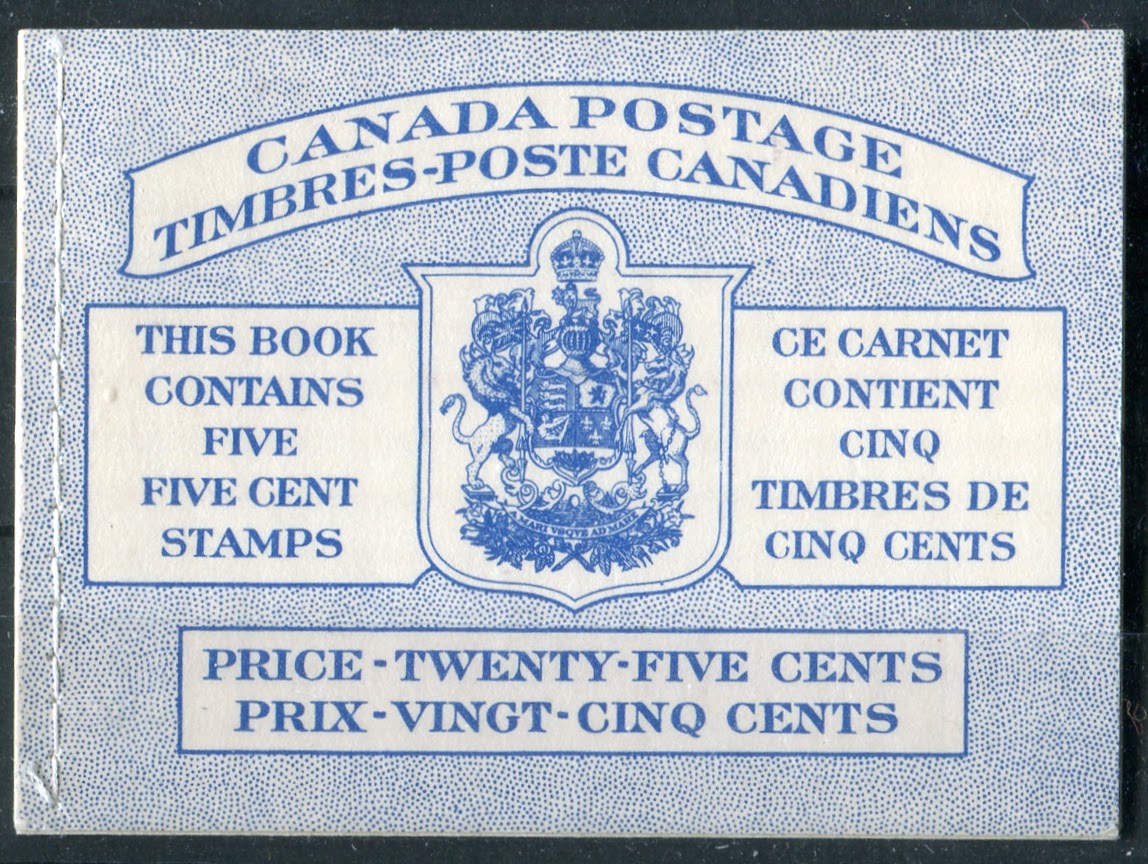 CANADA POSTAGE
TIMBRES-POSTE CANADIENS
THIS BOOK
CONTAINS
FIVE
FIVE CENT
STAMPS
A MARI VSQVE AD MARE
CE CARNET
CONTIENT
CINQ
TIMBRES DE
CINQ CENTS
PRICE-TWENTY-FIVE CENTS
PRIX-VINGT-CINQ CENTS